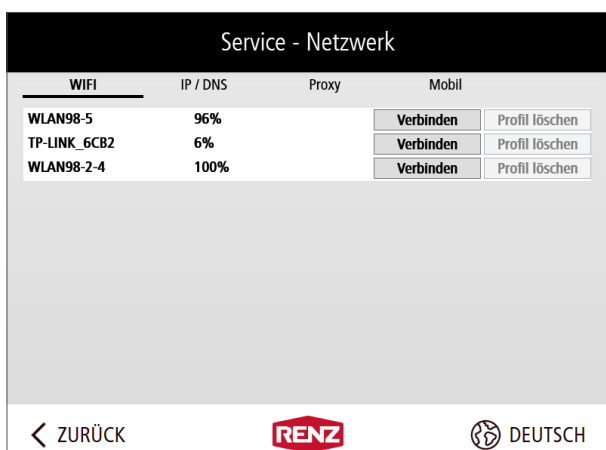 Service - Netzwerk
WIFI IP / DNS Proxy Mobil
WLAN98-5 96% Verbinden Profil löschen
TP-LINK_6CB2 6% Verbinden Profil löschen
WLAN98-2-4 100% Verbinden Profil löschen
ZURÜCK RENZ DEUTSCH